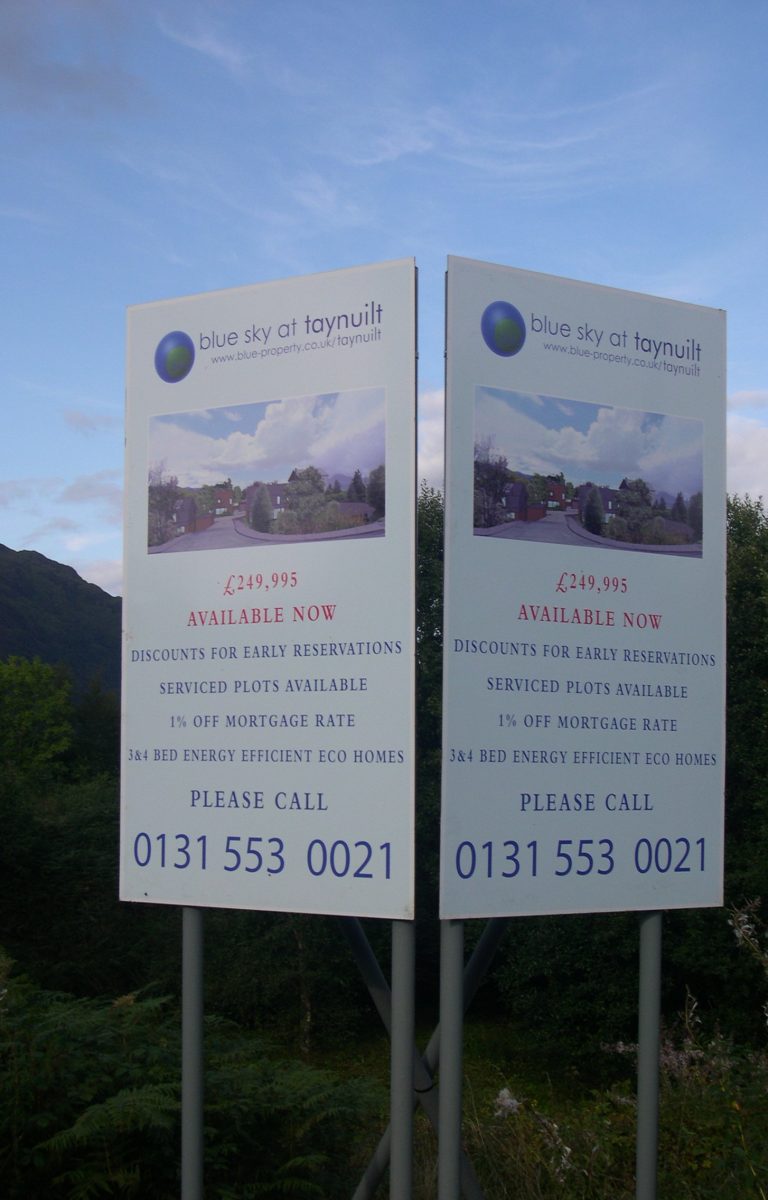 blue sky at taynuilt
www.blue-property.co.uk/taynuilt
£249,995
AVAILABLE NOW
DISCOUNTS FOR EARLY RESERVATIONS
SERVICED PLOTS AVAILABLE
1% OFF MORTGAGE RATE
3&4 BED ENERGY EFFICIENT ECO HOMES
PLEASE CALL
0131 553 0021
blue sky at taynuilt
www.blue-property.co.uk/taynuilt
£249,995
AVAILABLE NOW
DISCOUNTS FOR EARLY RESERVATIONS
SERVICED PLOTS AVAILABLE
1% OFF MORTGAGE RATE
3&4 BED ENERGY EFFICIENT ECO HOMES
PLEASE CALL
0131 553 0021